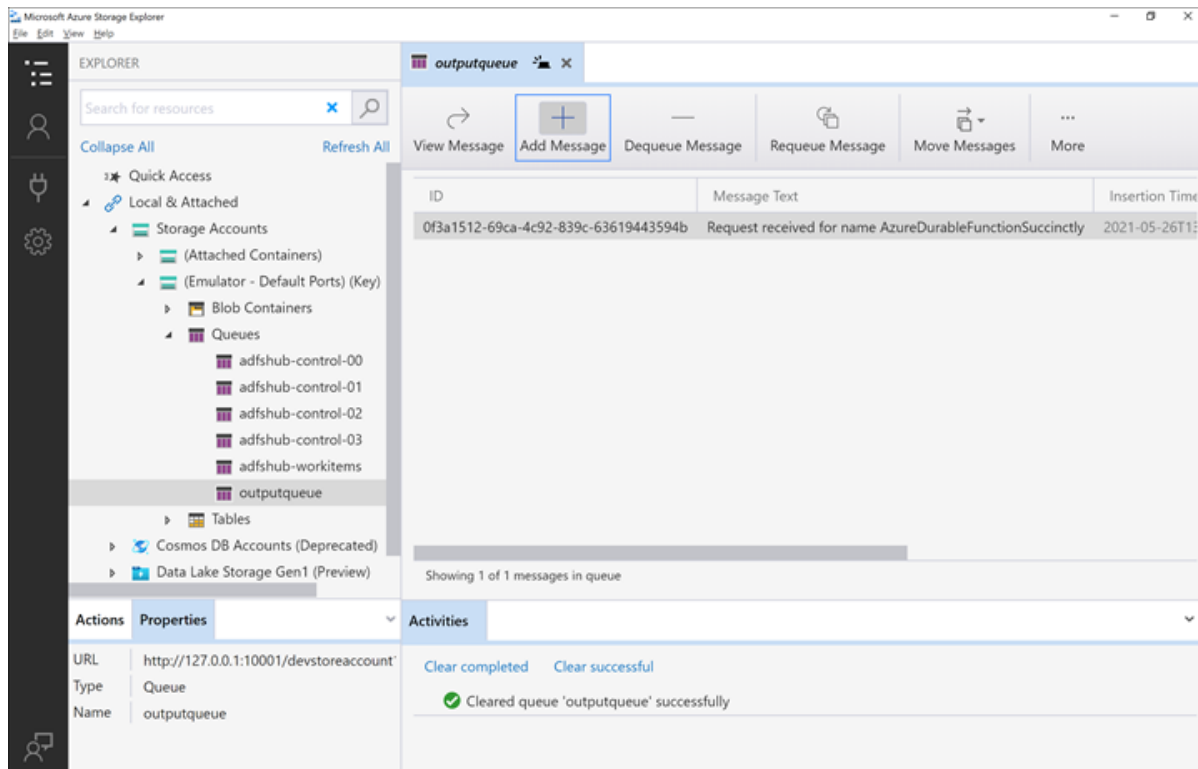 Microsoft Azure Storage Explorer
File Edit View Help
EXPLORER
Search for resources
Collapse All Refresh All
Quick Access
Local & Attached
Storage Accounts
(Attached Containers)
(Emulator - Default Ports) (Key)
Blob Containers
Queues
adfshub-control-00
adfshub-control-01
adfshub-control-02
adfshub-control-03
adfshub-workitems
outputqueue
Tables
Cosmos DB Accounts (Deprecated)
Data Lake Storage Gen1 (Preview)
Actions Properties
URL http://127.0.0.1:10001/devstoreaccount
Type Queue
Name outputqueue
outputqueue
View Message Add Message Dequeue Message Requeue Message Move Messages More
ID Message Text Insertion Time
0f3a1512-69ca-4c92-839c-63619443594b Request received for name AzureDurableFunctionSuccinctly 2021-05-26T13
Showing 1 of 1 messages in queue
Activities
Clear completed Clear successful
Cleared queue 'outputqueue' successfully